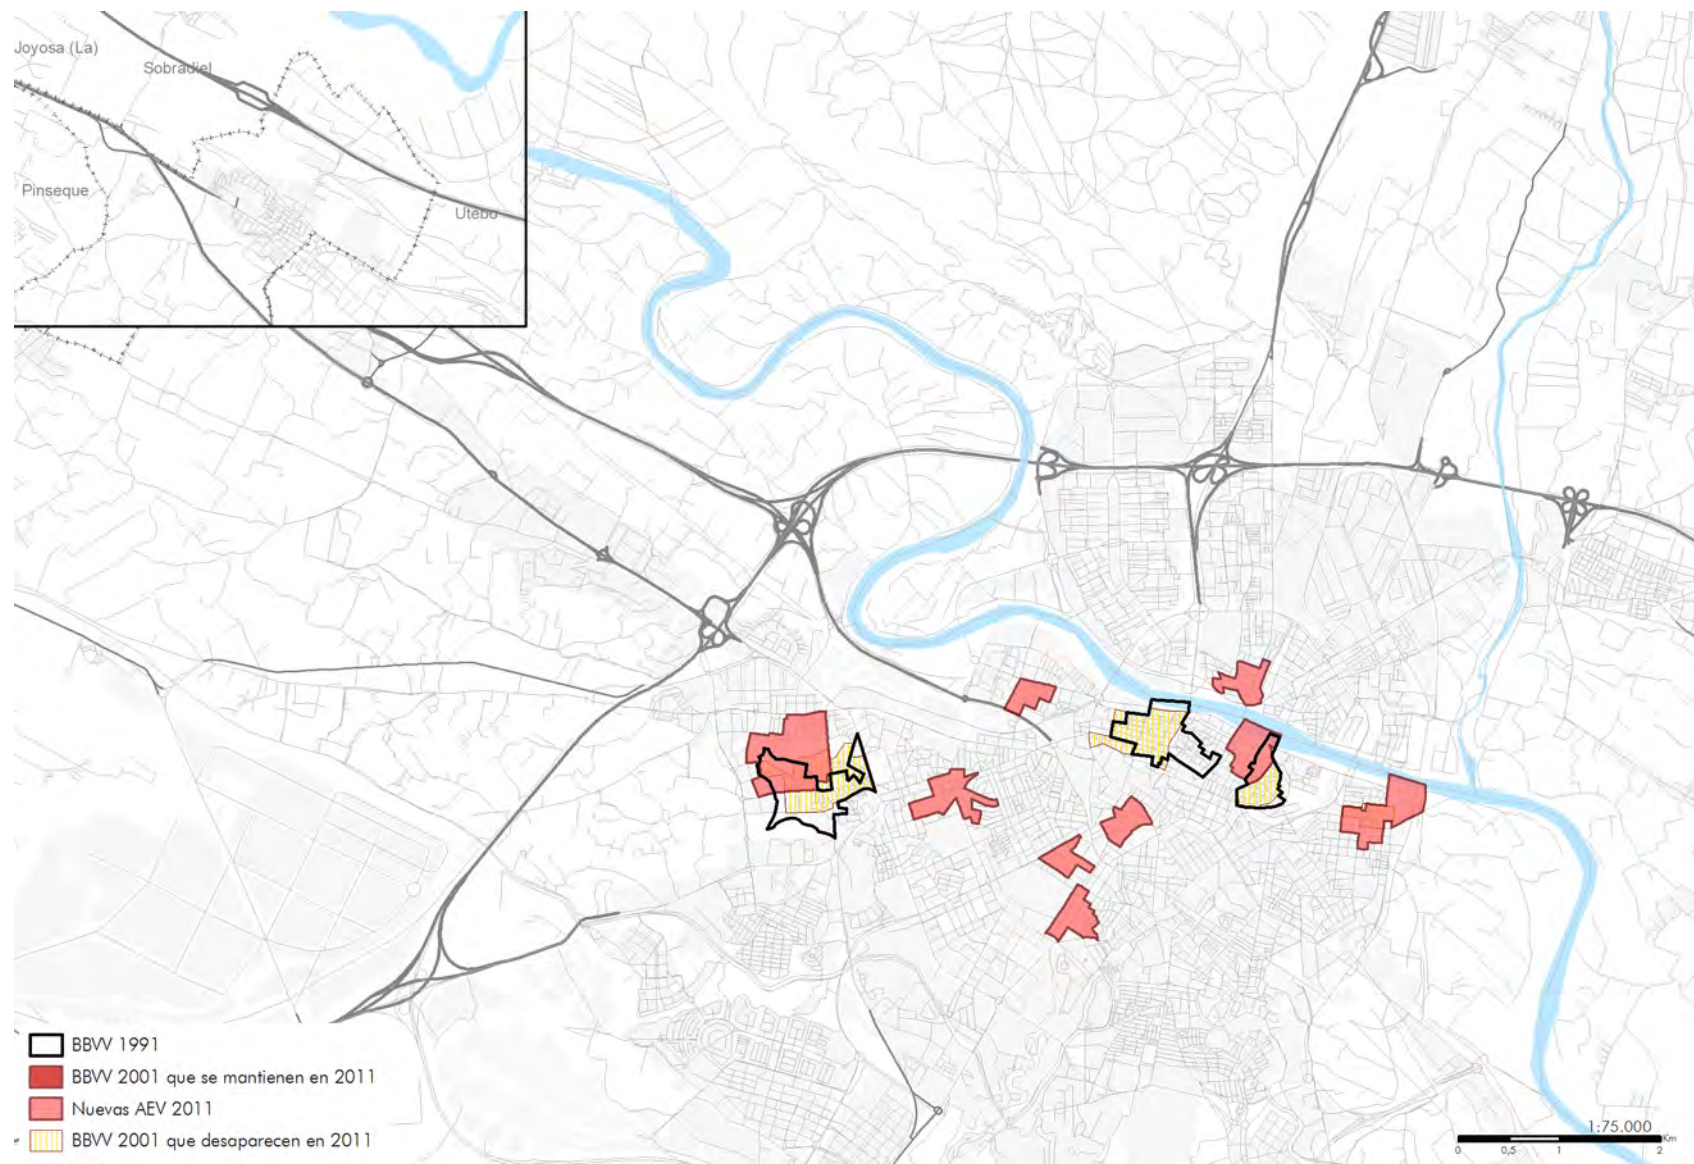 Joyosa (La)
Sobradiel
Pinseque
Utebo
BBVV 1991
BBVV 2001 que se mantienen en 2011
Nuevas AEV 2011
BBVV 2001 que desaparecen en 2011
1:75.000
Km
0 0,5 1 2